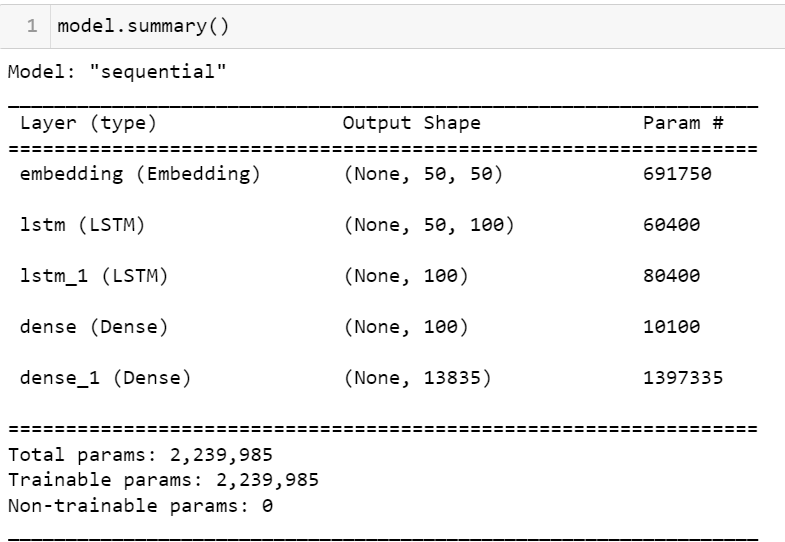 1 model.summary()
Model: "sequential"
_________________________________________________________________
Layer (type) Output Shape Param #
=================================================================
embedding (Embedding) (None, 50, 50) 691750
lstm (LSTM) (None, 50, 100) 60400
lstm_1 (LSTM) (None, 100) 80400
dense (Dense) (None, 100) 10100
dense_1 (Dense) (None, 13835) 1397335
=================================================================
Total params: 2,239,985
Trainable params: 2,239,985
Non-trainable params: 0
_________________________________________________________________